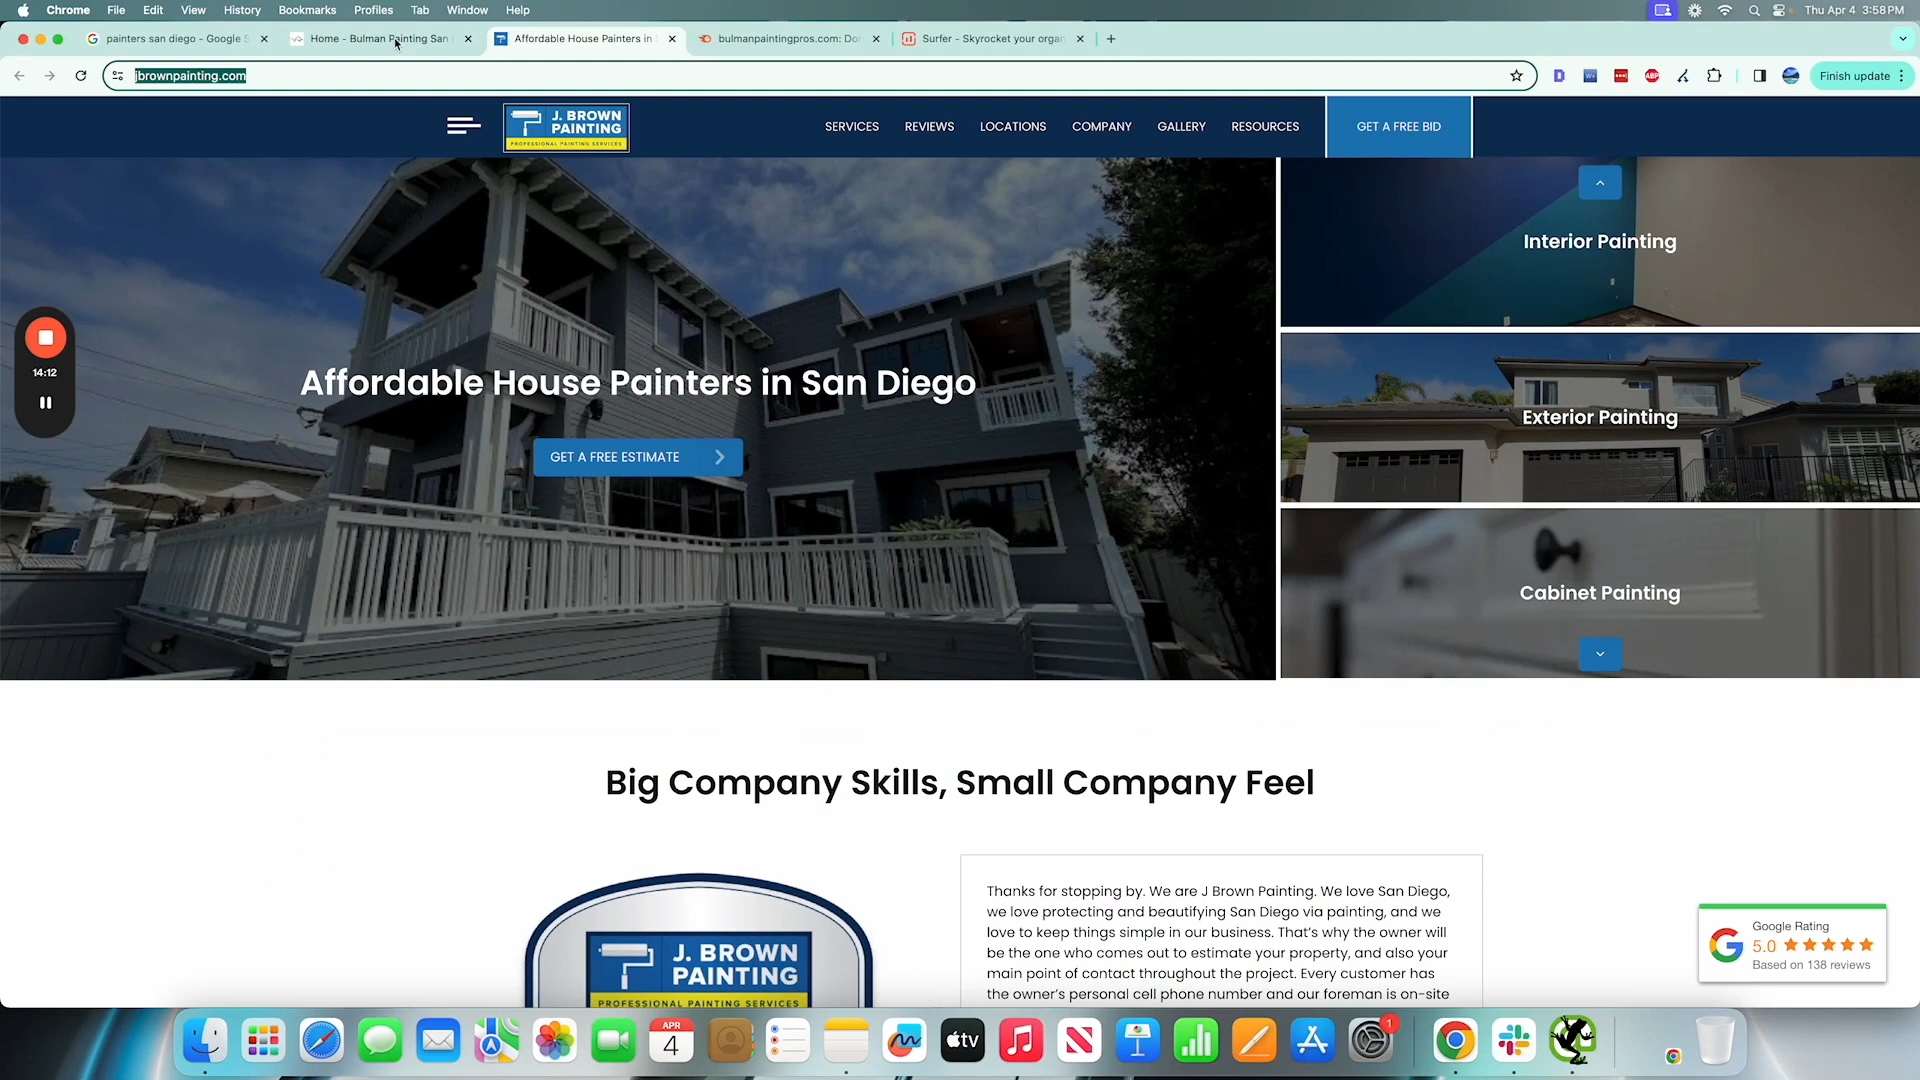 Chrome File Edit View History Bookmarks Profiles Tab Window Help
Thu Apr 4 3:58 PM
painters san diego - Google S
Home - Bulman Painting San
Affordable House Painters in
bulmanpaintingpros.com: Dor
Surfer - Skyrocket your organ
jbrownpainting.com
ABP
Finish update
J. BROWN
PAINTING
PROFESSIONAL PAINTING SERVICES
SERVICES REVIEWS LOCATIONS COMPANY GALLERY RESOURCES GET A FREE BID
Interior Painting
14:12
Affordable House Painters in San Diego
GET A FREE ESTIMATE
Exterior Painting
Cabinet Painting
Big Company Skills, Small Company Feel
J. BROWN
PAINTING
PROFESSIONAL PAINTING SERVICES
Thanks for stopping by. We are J Brown Painting. We love San Diego,
we love protecting and beautifying San Diego via painting, and we
love to keep things simple in our business. That's why the owner will
be the one who comes out to estimate your property, and also your
main point of contact throughout the project. Every customer has
the owner's personal cell phone number and our foreman is on-site
Google Rating
5.0
Based on 138 reviews
APR
4
tv
1